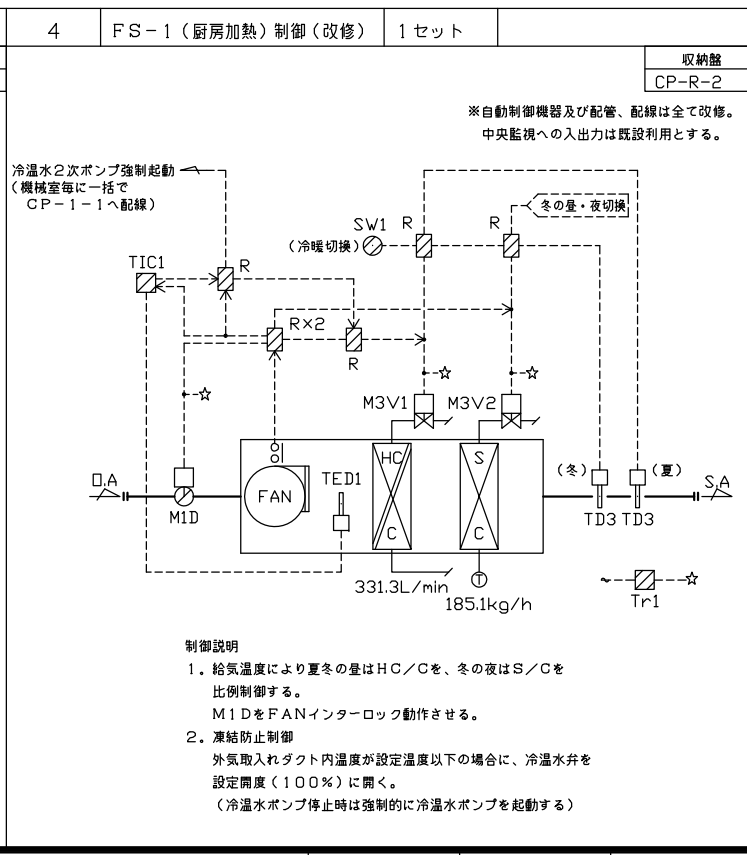 4 FS-1(厨房加熱)制御(改修) 1セット
収納盤
CP-R-2
※自動制御機器及び配管、配線は全て改修。
中央監視への入出力は既設利用とする。
冷温水2次ポンプ強制起動
(機械室毎に一括で
CP-1-1へ配線)
冬の昼・夜切換
SW1 R R
(冷暖切換)
TIC1 R
R×2
R
☆ ☆ ☆
M3V1 M3V2
HC S
(冬) (夏)
O.A FAN TED1 S.A
M1D C C TD3 TD3
331.3L/min T
185.1kg/h
~ ☆
Tr1
制御説明
1。給気温度により夏冬の昼はHC/Cを、冬の夜はS/Cを
比例制御する。
M1DをFANインターロック動作させる。
2。凍結防止制御
外気取入れダクト内温度が設定温度以下の場合に、冷温水弁を
設定開度(100%)に開く。
(冷温水ポンプ停止時は強制的に冷温水ポンプを起動する)